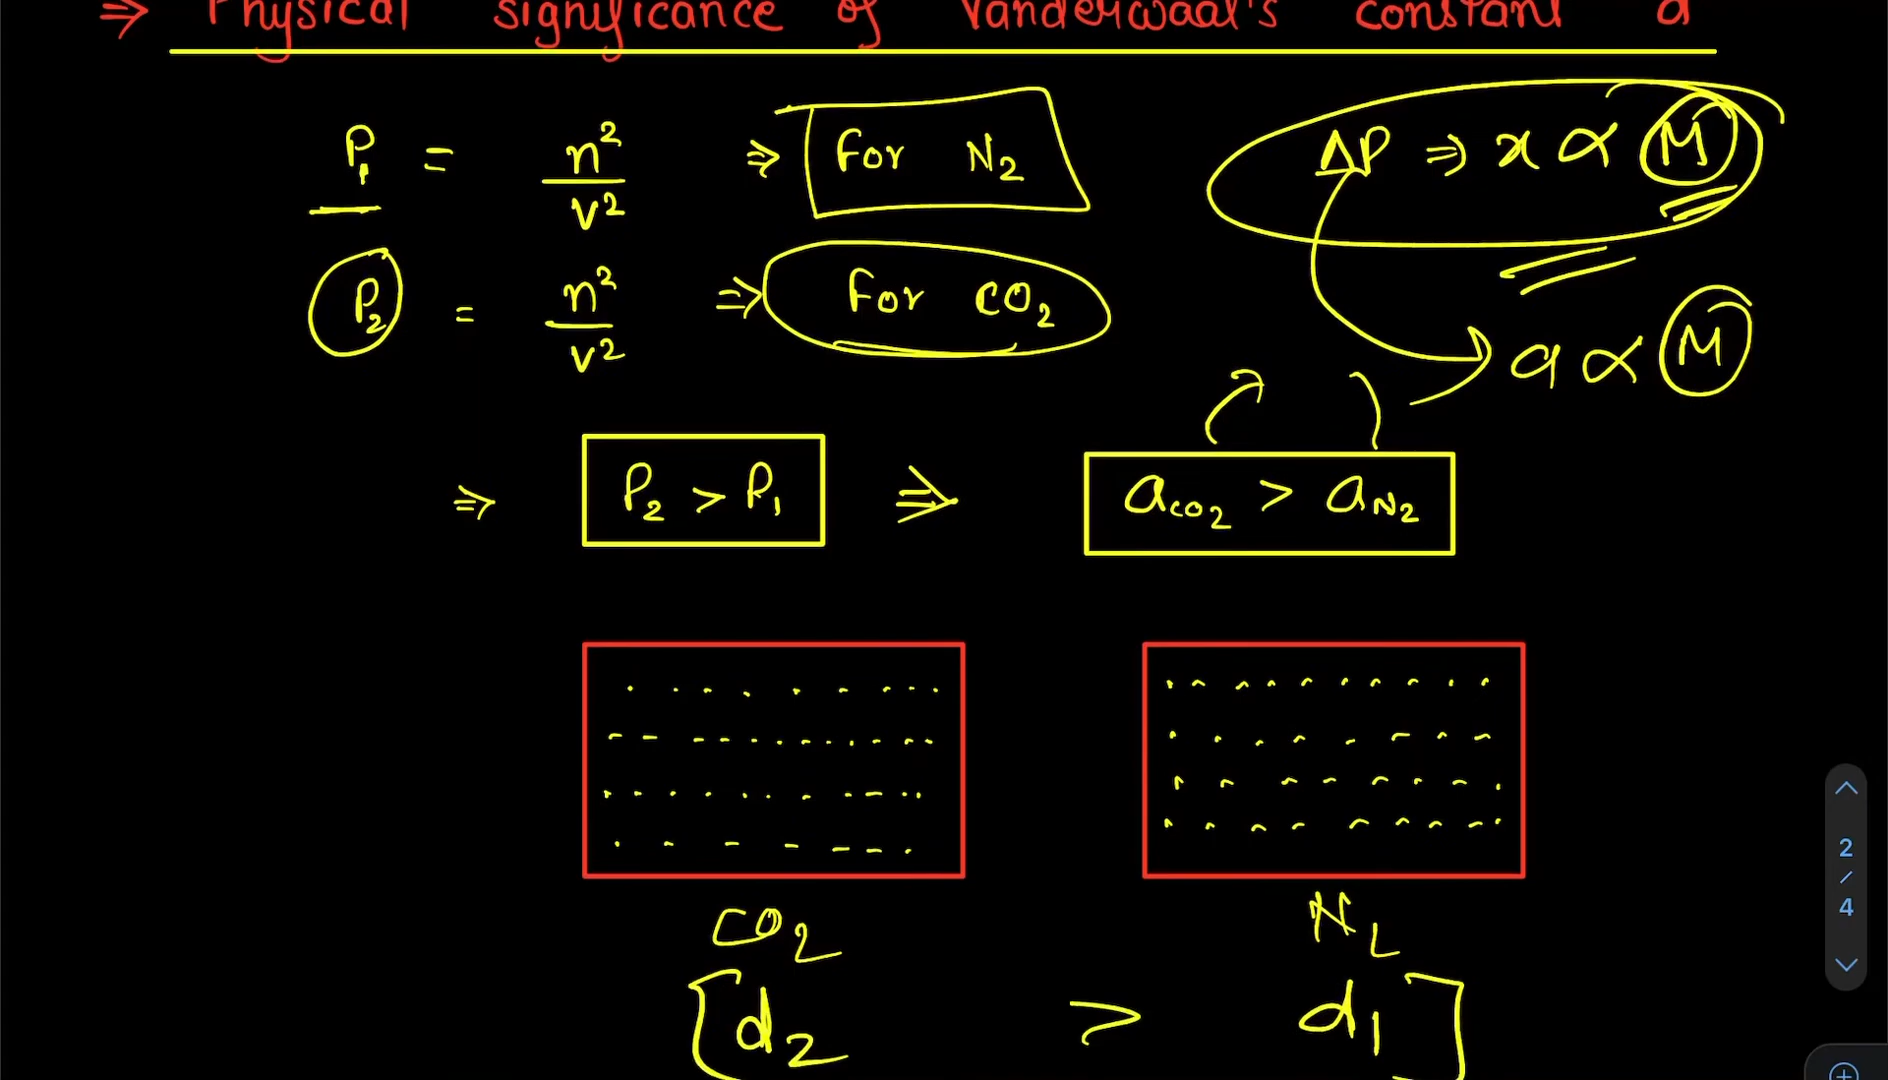 ⇒ Physical significance of Vanderwaal's constant a
P₁ = n²/v² ⇒ For N₂
ΔP ⇒ x ∝ M
P₂ = n²/v² ⇒ For CO₂
a ∝ M
⇒ P₂ > P₁ ⇒ a_CO₂ > a_N₂
CO₂ N₂
[d₂ > d₁]
2
/
4